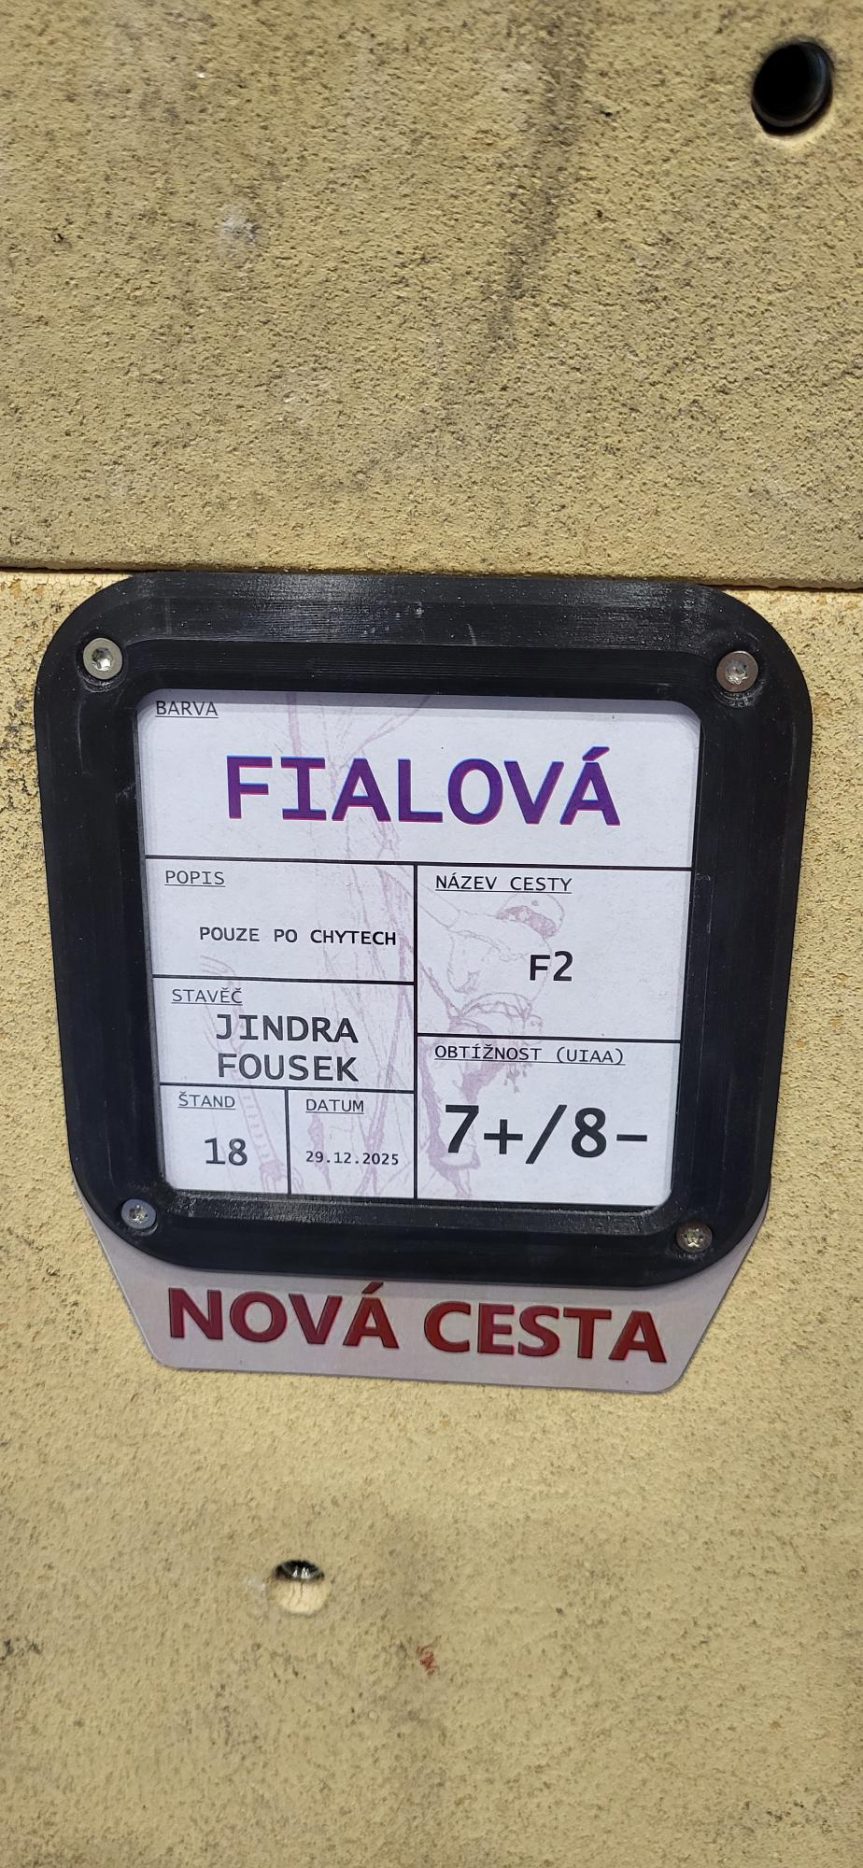 BARVA
FIALOVÁ
POPIS
POUZE PO CHYTECH
NÁZEV CESTY
F2
STAVĚČ
JINDRA
FOUSEK
OBTÍŽNOST (UIAA)
7+/8-
ŠTAND
18
DATUM
29.12.2025
NOVÁ CESTA